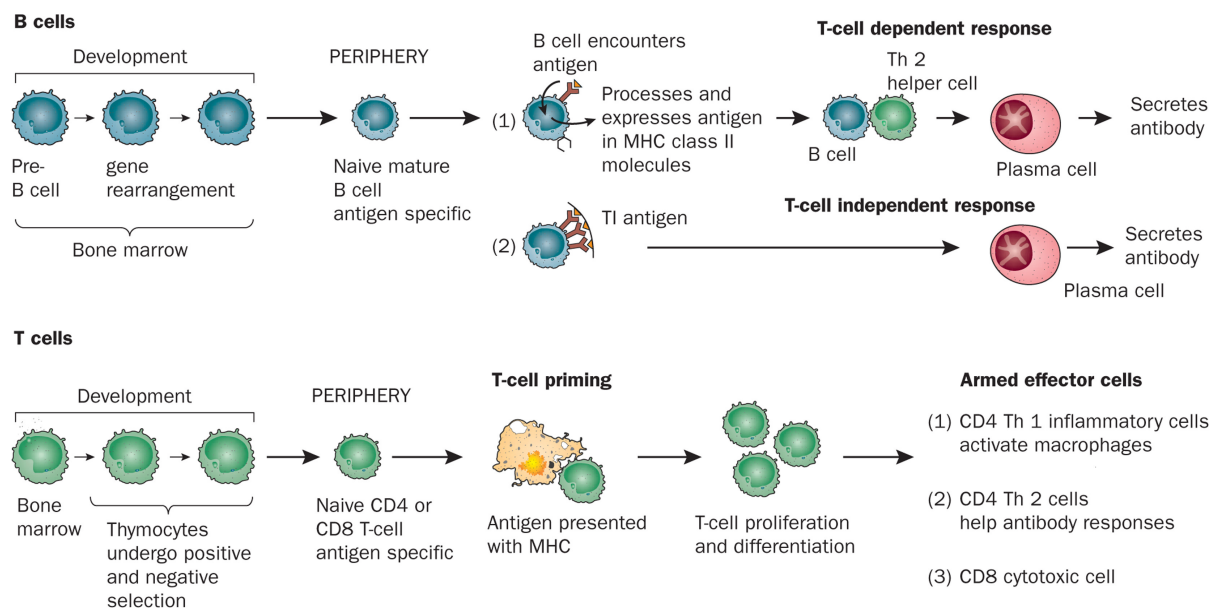 B cells
Development
PERIPHERY
B cell encounters
antigen
T-cell dependent response
Th 2
helper cell
(1)
Processes and
expresses antigen
in MHC class II
molecules
B cell
Plasma cell
Secretes
antibody
Pre-
B cell
gene
rearrangement
Naive mature
B cell
antigen specific
Bone marrow
T-cell independent response
(2)
TI antigen
Plasma cell
Secretes
antibody
T cells
Development
PERIPHERY
T-cell priming
Armed effector cells
Bone
marrow
Thymocytes
undergo positive
and negative
selection
Naive CD4 or
CD8 T-cell
antigen specific
Antigen presented
with MHC
T-cell proliferation
and differentiation
(1) CD4 Th 1 inflammatory cells
activate macrophages
(2) CD4 Th 2 cells
help antibody responses
(3) CD8 cytotoxic cell